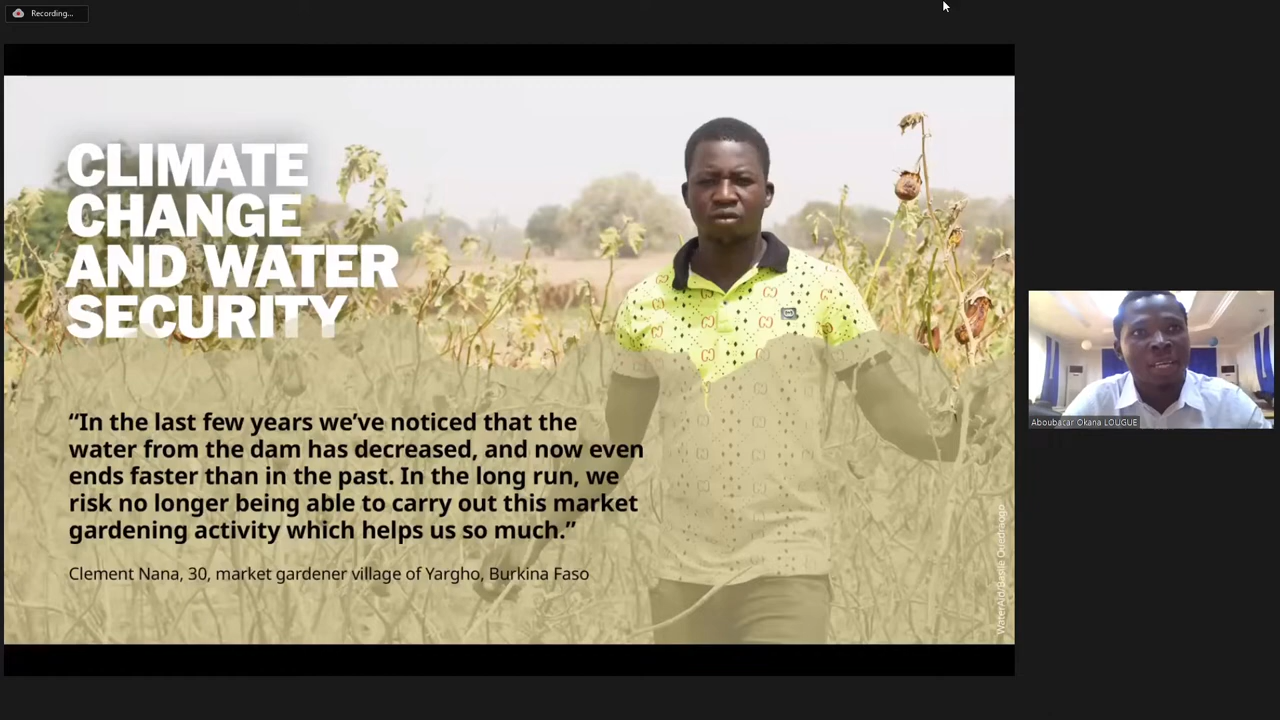 Recording...
CLIMATE
CHANGE
AND WATER
SECURITY
“In the last few years we’ve noticed that the
water from the dam has decreased, and now even
ends faster than in the past. In the long run, we
risk no longer being able to carry out this market
gardening activity which helps us so much.”
Clement Nana, 30, market gardener village of Yargho, Burkina Faso
WaterAid/Basile Ouedraogo
Aboubacar Okana LOUGUE